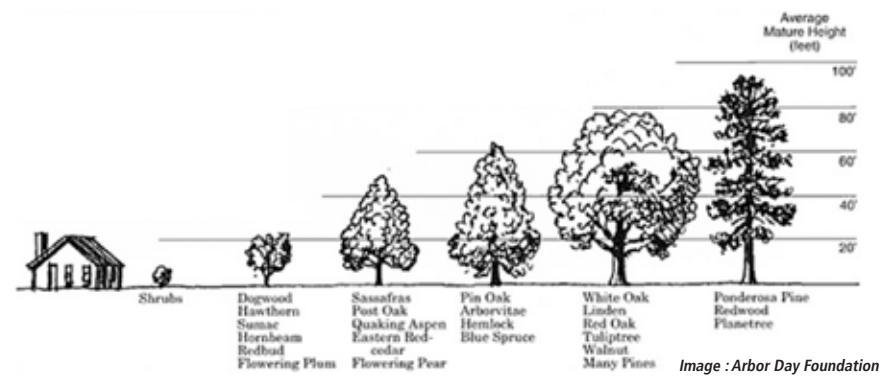 Average
Mature Height
(feet)
100'
80'
60'
40'
20'
Shrubs
Dogwood
Hawthorn
Sumac
Hornbeam
Redbud
Flowering Plum
Sassafras
Post Oak
Quaking Aspen
Eastern Red-
cedar
Flowering Pear
Pin Oak
Arborvitae
Hemlock
Blue Spruce
White Oak
Linden
Red Oak
Tuliptree
Walnut
Many Pines
Ponderosa Pine
Redwood
Planetree
Image : Arbor Day Foundation